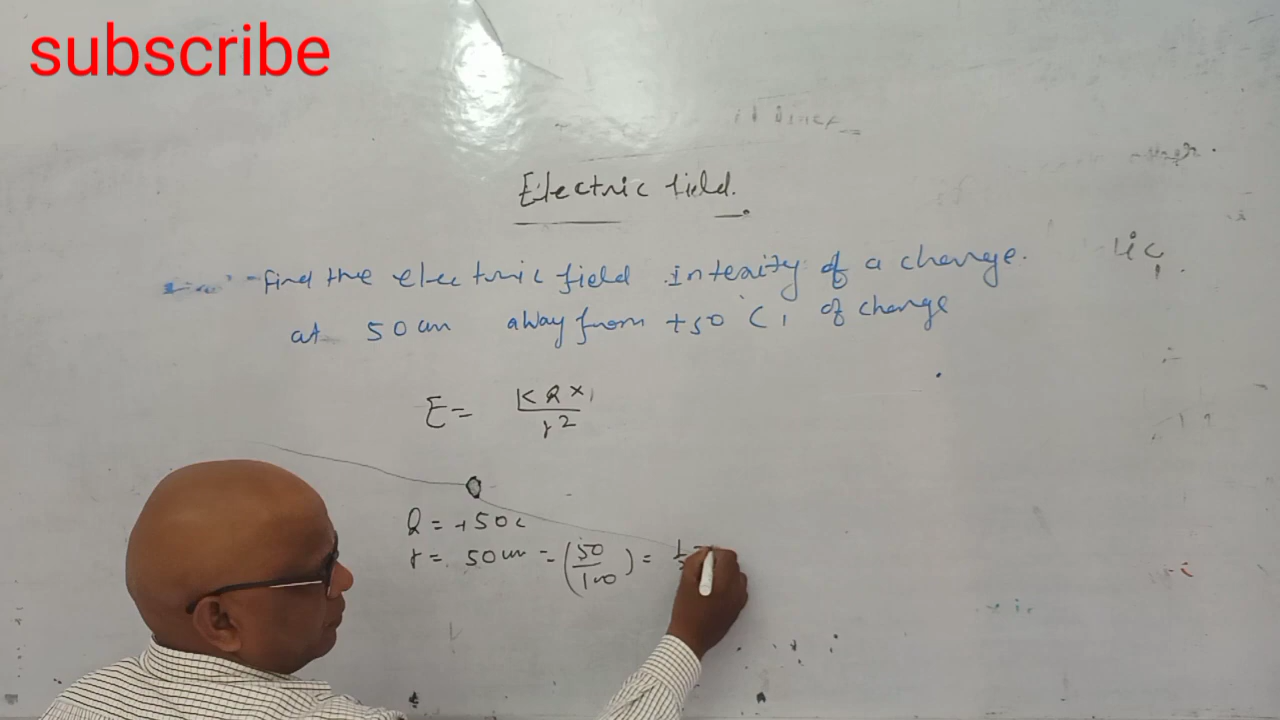 subscribe
Electric field.
Find the electric field intensity of a charge.
at 50 cm away from +50 C, of charge
E = KQ×1/r²
Q = +50 C
r = 50 cm = (50/100) = 1